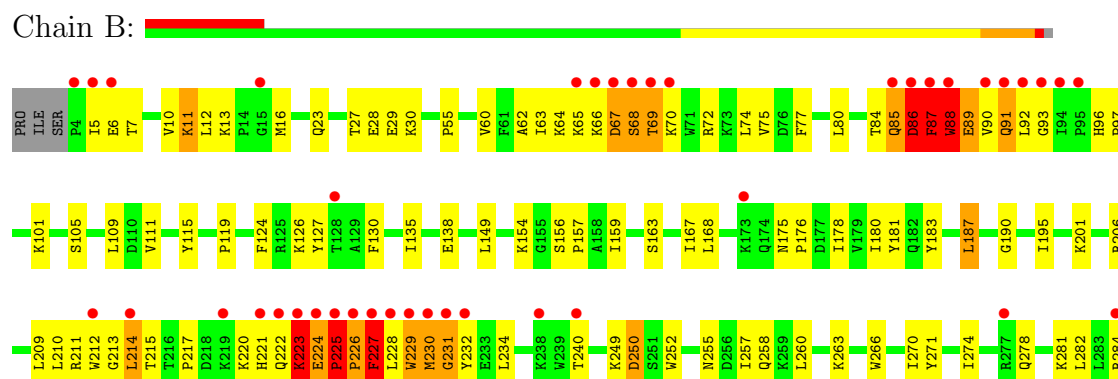 Chain B:
PRO ILE SER P4 I5 E6 T7 V10 K11 L12 K13 P14 G15 M16 Q23 T27 E28 E29 K30 P55 V60 F61 A62 I63 K64 K65 K66 D67 S68 T69 K70 W71 R72 K73 L74 V75 D76 F77 L80 T84 Q85 D86 F87 W88 E89 V90 Q91 L92 G93 I94 P95 H96
K101 S105 L109 D110 V111 Y115 P119 F124 R125 K126 Y127 T128 A129 F130 I135 E138 L149 K154 G155 S156 P157 A158 I159 S163 I167 L168 K173 Q174 N175 P176 D177 I178 V179 I180 Y181 Q182 Y183 L187 G190 I195 K201
L209 L210 R211 W212 G213 L214 T215 T216 P217 D218 K219 K220 H221 Q222 K223 E224 P225 P226 F227 L228 W229 M230 G231 Y232 E233 L234 K238 W239 T240 K249 D250 S251 W252 N255 D256 I257 Q258 K259 L260 K263 W266 I270 Y271 I274 R277 Q278 K281 L282 L283